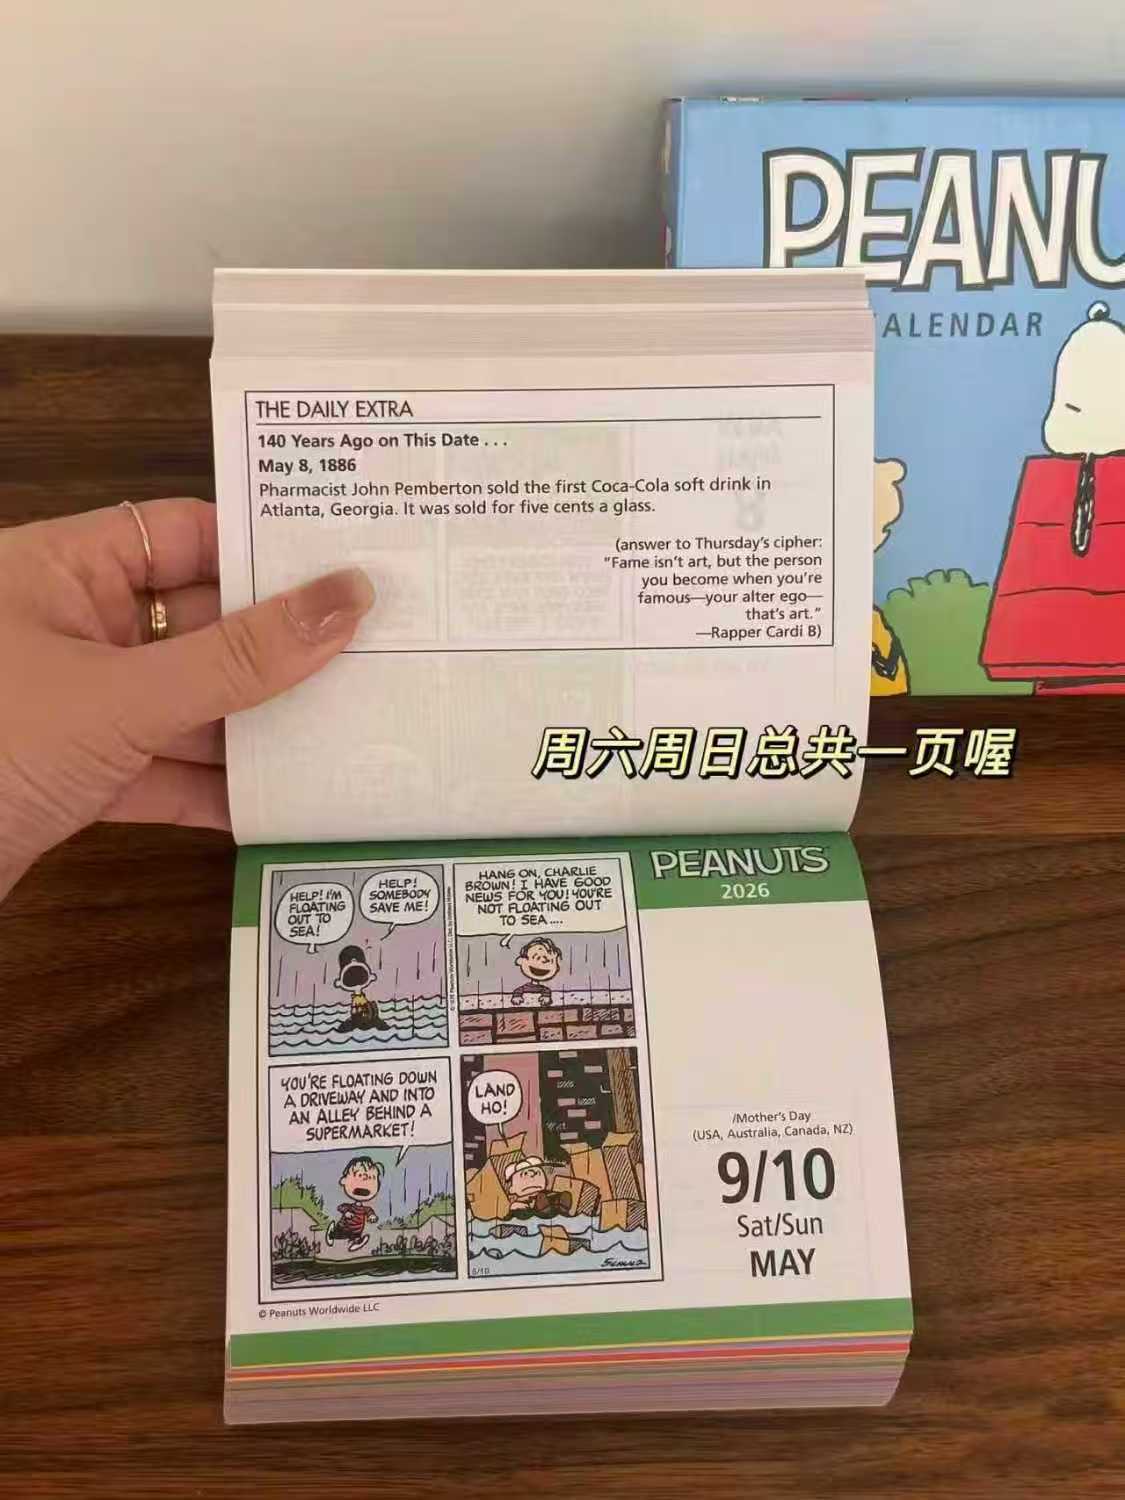 PEANU
ALENDAR
THE DAILY EXTRA
140 Years Ago on This Date . . .
May 8, 1886
Pharmacist John Pemberton sold the first Coca-Cola soft drink in
Atlanta, Georgia. It was sold for five cents a glass.
(answer to Thursday's cipher:
"Fame isn't art, but the person
you become when you're
famous—your alter ego—
that's art."
—Rapper Cardi B)
周六周日总共一页喔
PEANUTS
2026
HELP! I'M
FLOATING
OUT TO
SEA!
HELP!
SOMEBODY
SAVE ME!
HANG ON, CHARLIE
BROWN! I HAVE GOOD
NEWS FOR YOU! YOU'RE
NOT FLOATING OUT
TO SEA....
YOU'RE FLOATING DOWN
A DRIVEWAY AND INTO
AN ALLEY BEHIND A
SUPERMARKET!
LAND
HO!
5/10
© Peanuts Worldwide LLC
/Mother's Day
(USA, Australia, Canada, NZ)
9/10
Sat/Sun
MAY